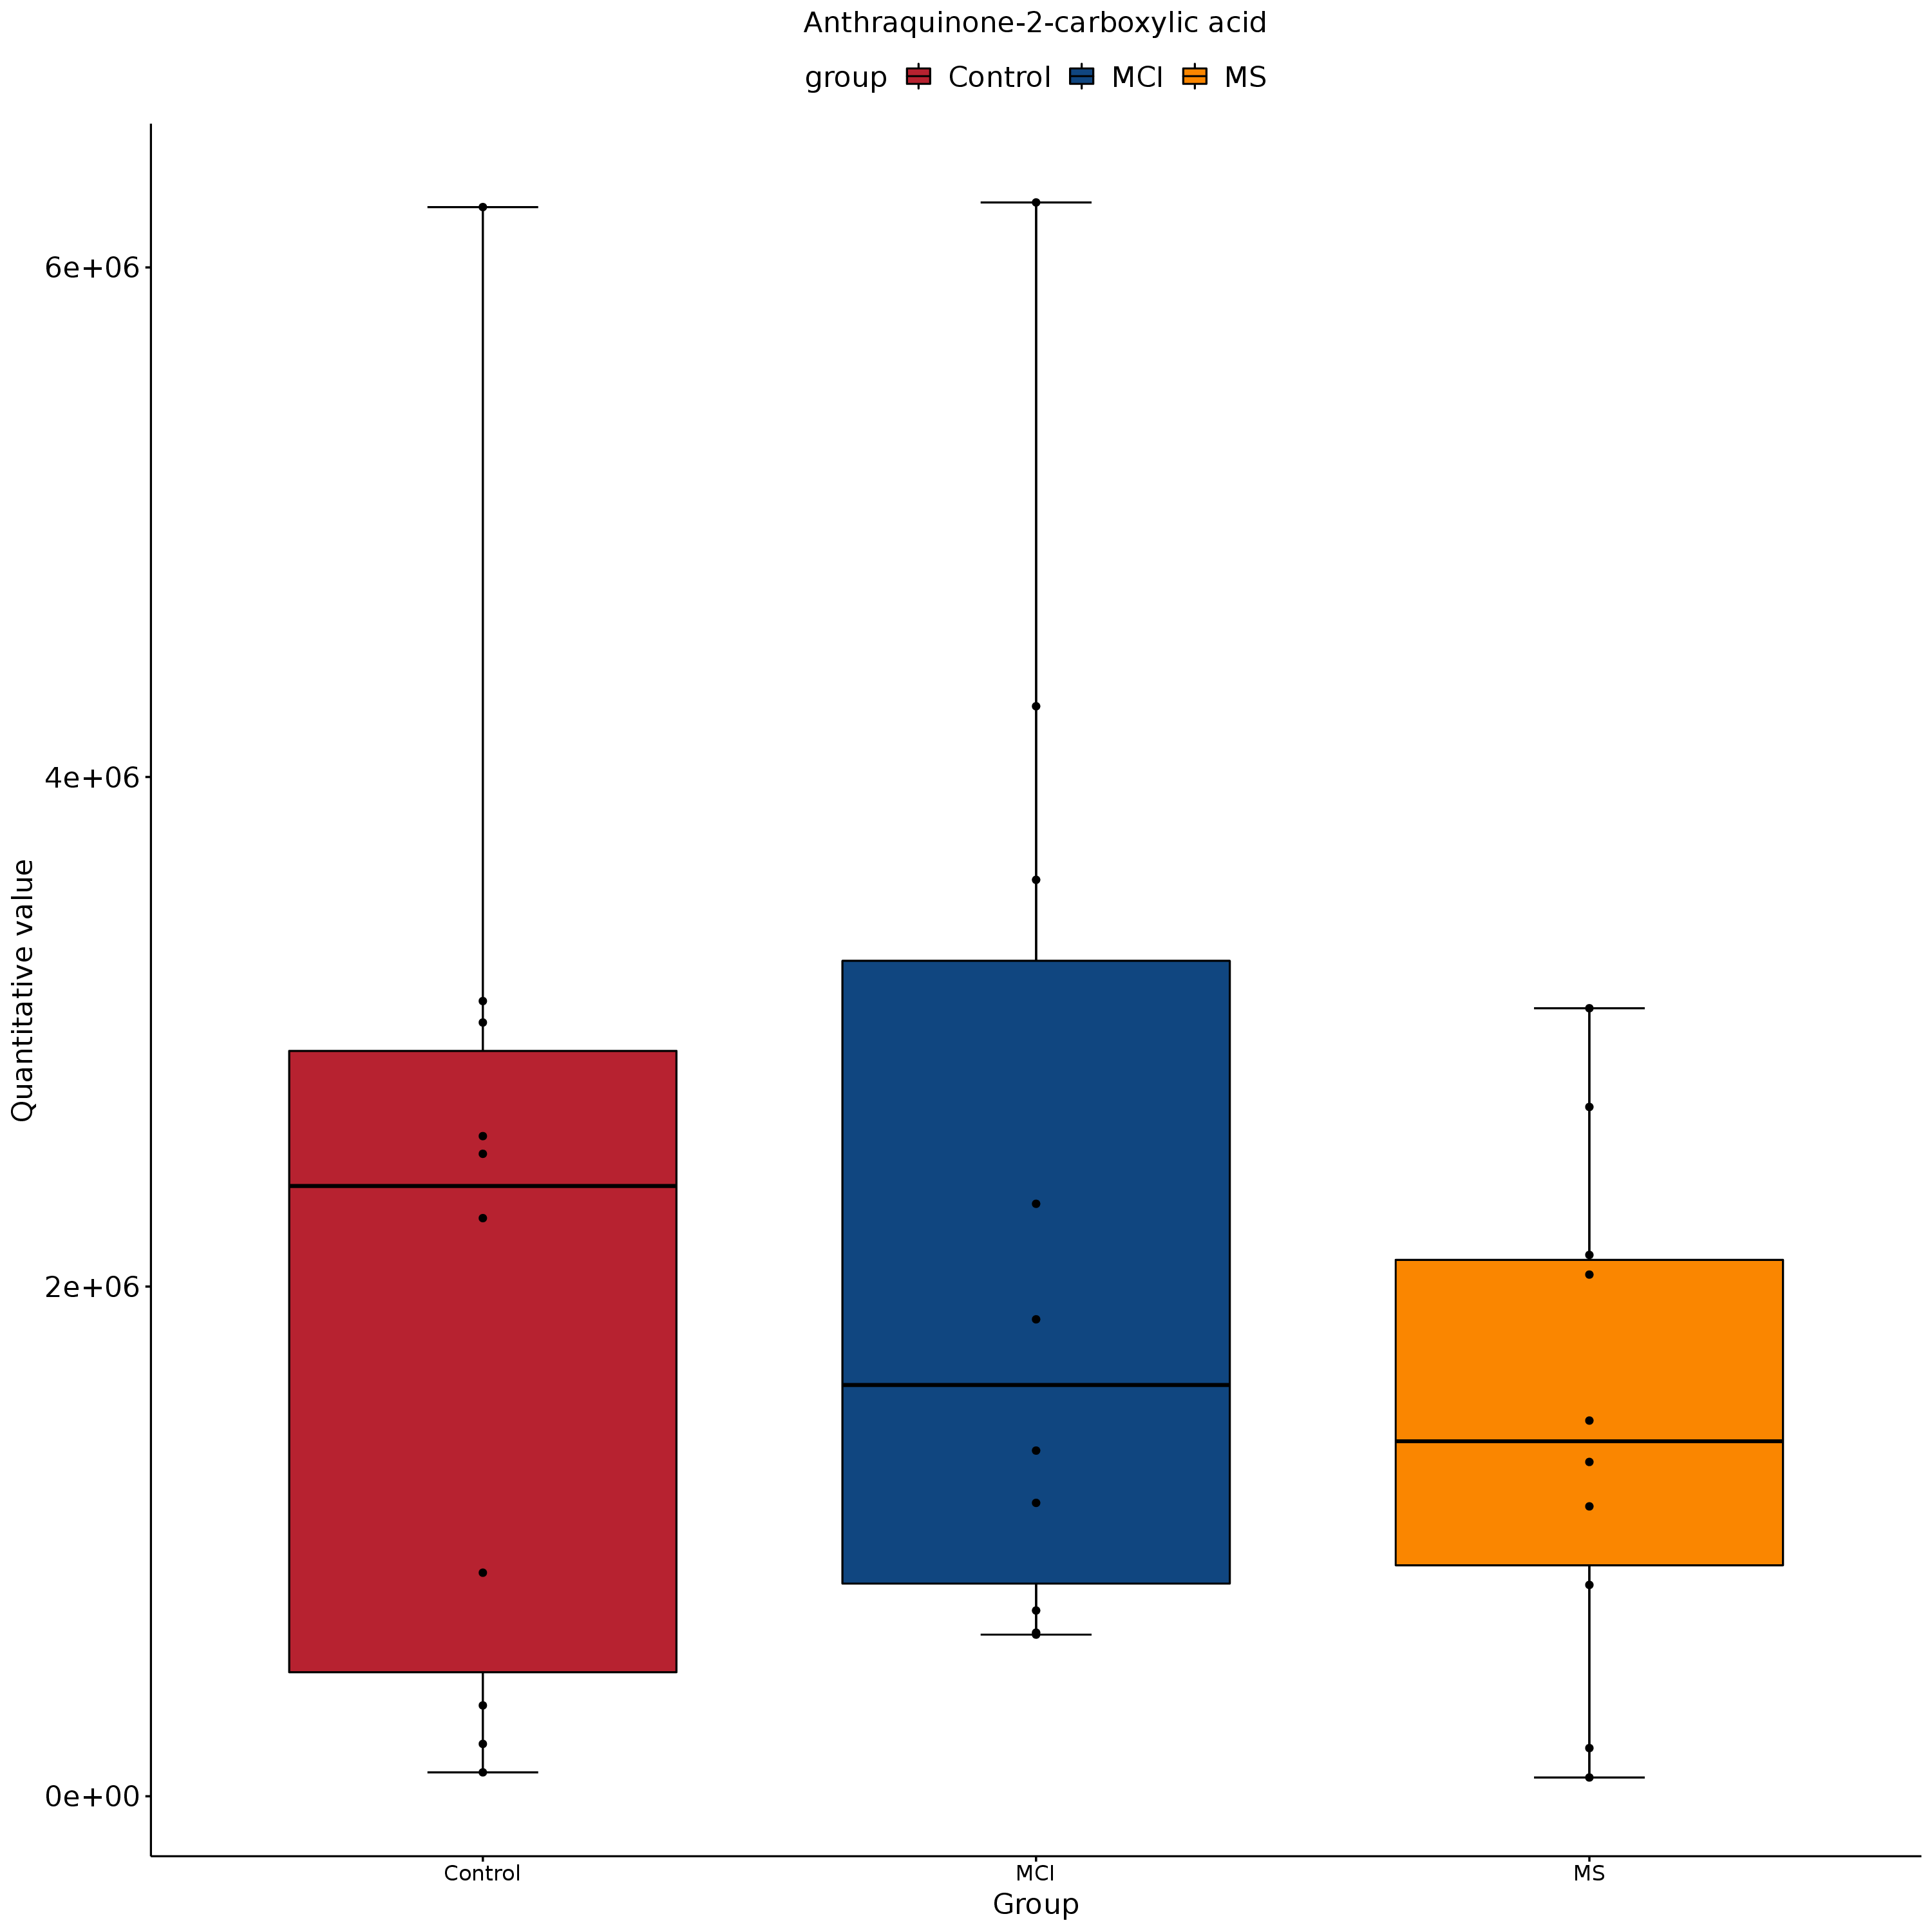 Anthraquinone-2-carboxylic acid
group Control MCI MS
6e+06
4e+06
2e+06
0e+00
Quantitative value
Control MCI MS
Group